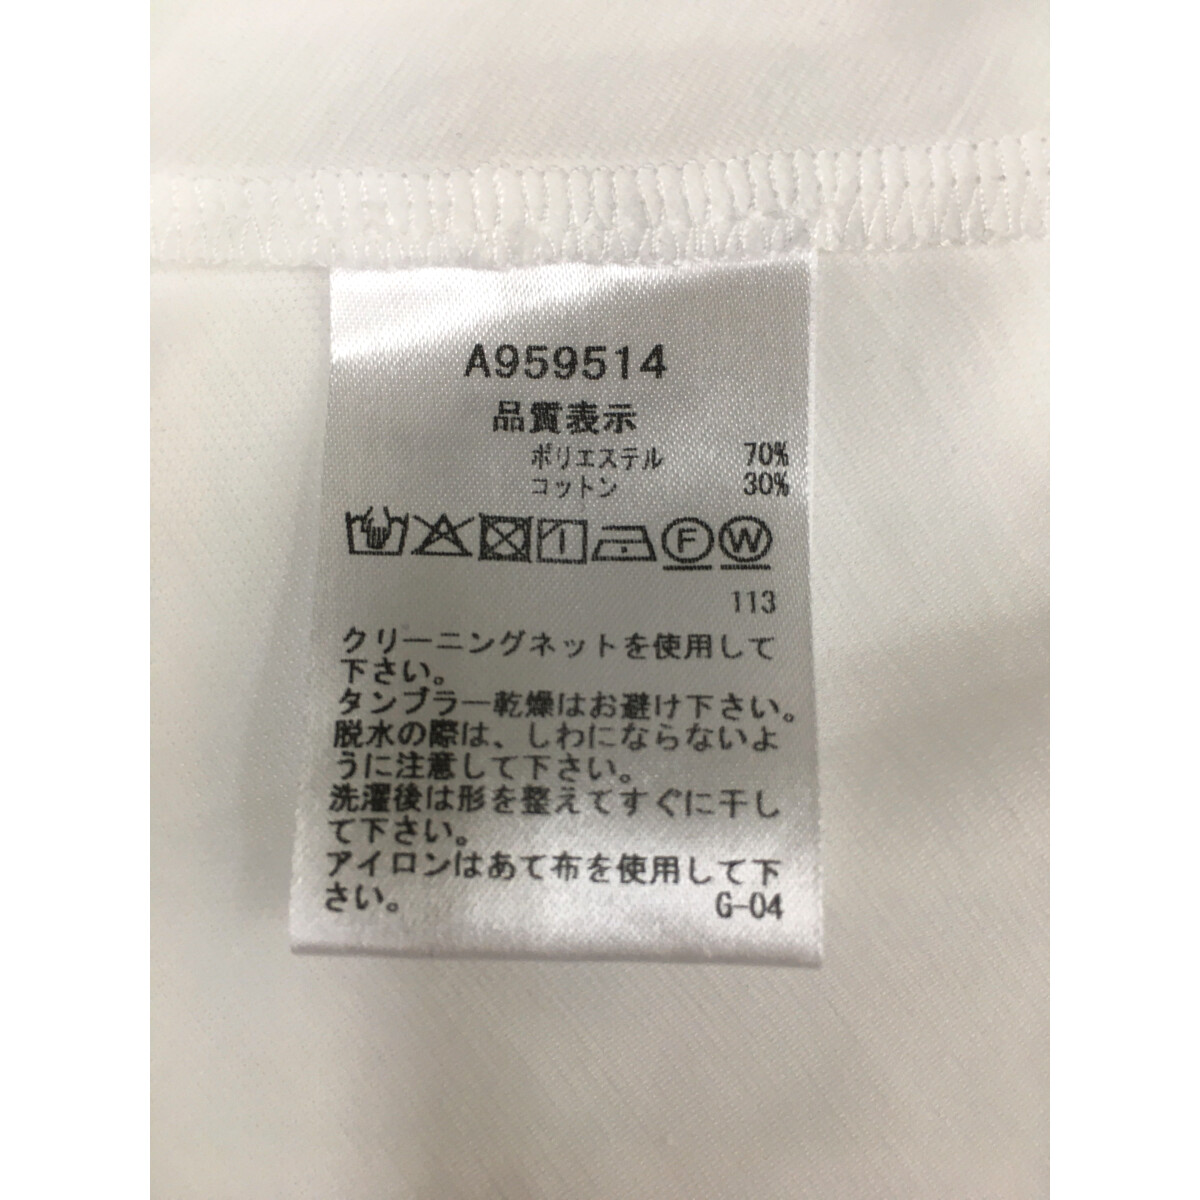 A959514
品質表示
ポリエステル 70%
コットン 30%
F W
113
クリーニングネットを使用して
下さい。
タンブラー乾燥はお避け下さい。
脱水の際は、しわにならないよ
うに注意して下さい。
洗濯後は形を整えてすぐに干し
て下さい。
アイロンはあて布を使用して下
さい。 G-04